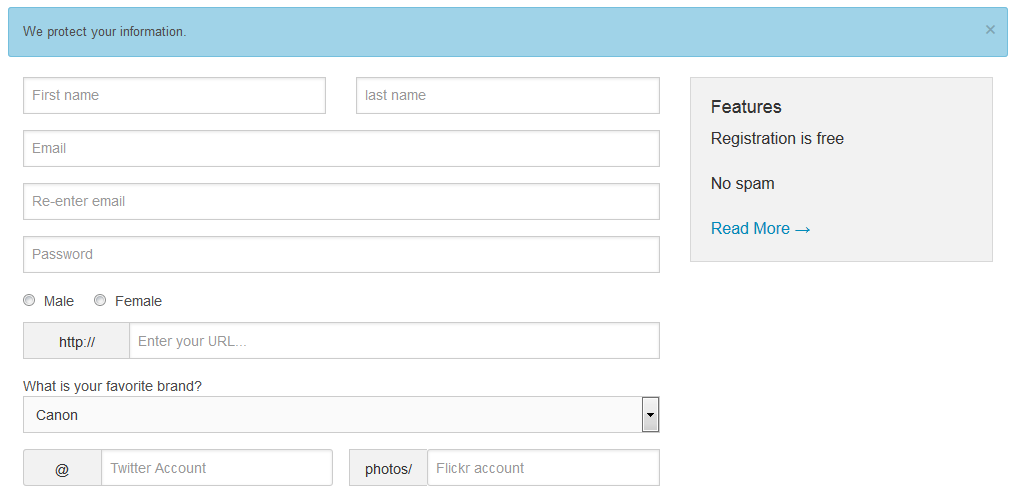 We protect your information. ×
First name
last name
Email
Re-enter email
Password
Male Female
http:// Enter your URL...
What is your favorite brand?
Canon
@ Twitter Account
photos/ Flickr account
Features
Registration is free
No spam
Read More →